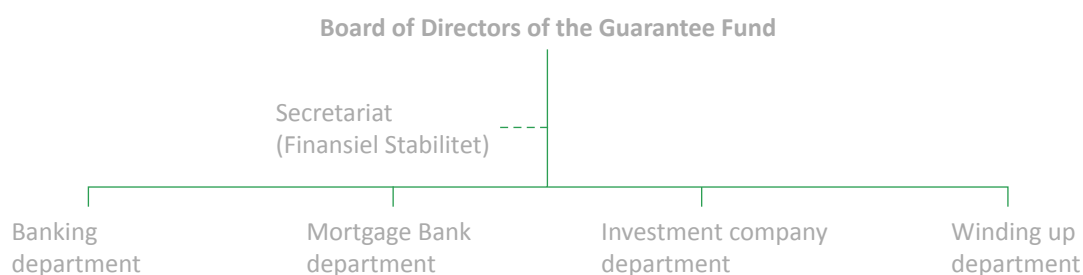 Board of Directors of the Guarantee Fund
Secretariat
(Finansiel Stabilitet)
Banking
department
Mortgage Bank
department
Investment company
department
Winding up
department